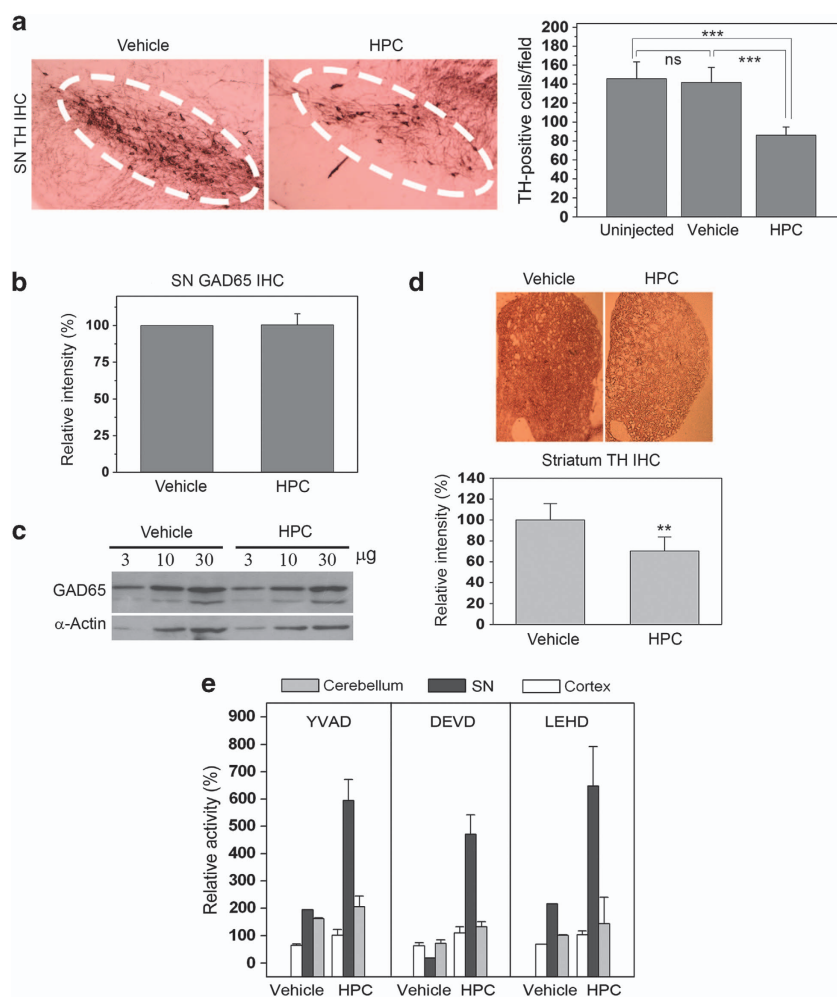 a
Vehicle
HPC
SN TH IHC
TH-positive cells/field
200
180
160
140
120
100
80
60
40
20
0
***
ns
***
Uninjected
Vehicle
HPC
b
SN GAD65 IHC
Relative intensity (%)
100
75
50
25
0
Vehicle
HPC
c
Vehicle
HPC
3 10 30 3 10 30 μg
GAD65
α-Actin
d
Vehicle
HPC
Striatum TH IHC
Relative intensity (%)
140
120
100
80
60
40
20
0
**
Vehicle
HPC
e
Cerebellum
SN
Cortex
Relative activity (%)
900
800
700
600
500
400
300
200
100
0
YVAD
DEVD
LEHD
Vehicle HPC
Vehicle HPC
Vehicle HPC